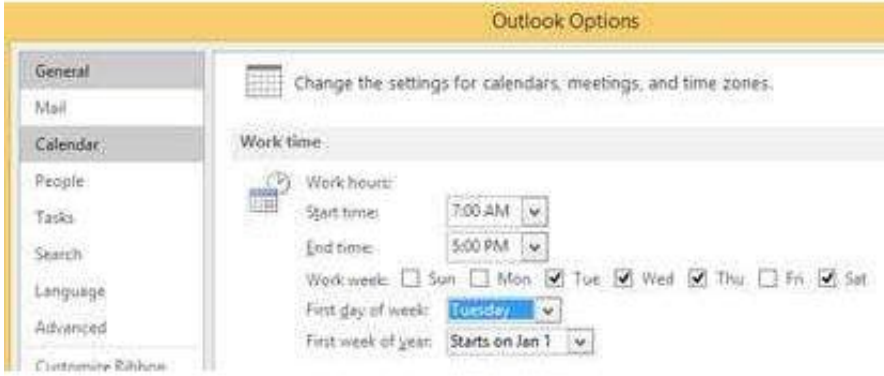 Outlook Options
General
Mail
Calendar
People
Tasks
Search
Language
Advanced
Customize Ribbon
Change the settings for calendars, meetings, and time zones.
Work time
Work hours:
Start time: 7:00 AM
End time: 5:00 PM
Work week: Sun Mon Tue Wed Thu Fri Sat
First day of week: Tuesday
First week of year: Starts on Jan 1